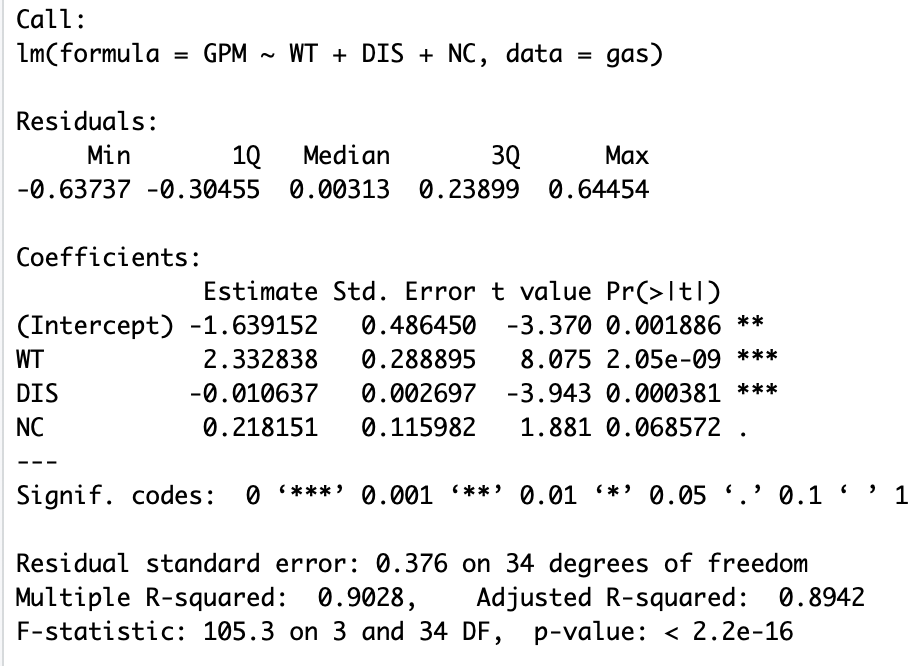 Call:
lm(formula = GPM ~ WT + DIS + NC, data = gas)

Residuals:
     Min       1Q   Median       3Q      Max
-0.63737 -0.30455  0.00313  0.23899  0.64454

Coefficients:
             Estimate Std. Error t value Pr(>|t|)
(Intercept) -1.639152   0.486450  -3.370 0.001886 **
WT           2.332838   0.288895   8.075 2.05e-09 ***
DIS         -0.010637   0.002697  -3.943 0.000381 ***
NC           0.218151   0.115982   1.881 0.068572 .
---
Signif. codes:  0 ‘***’ 0.001 ‘**’ 0.01 ‘*’ 0.05 ‘.’ 0.1 ‘ ’ 1

Residual standard error: 0.376 on 34 degrees of freedom
Multiple R-squared:  0.9028,	Adjusted R-squared:  0.8942
F-statistic: 105.3 on 3 and 34 DF,  p-value: < 2.2e-16